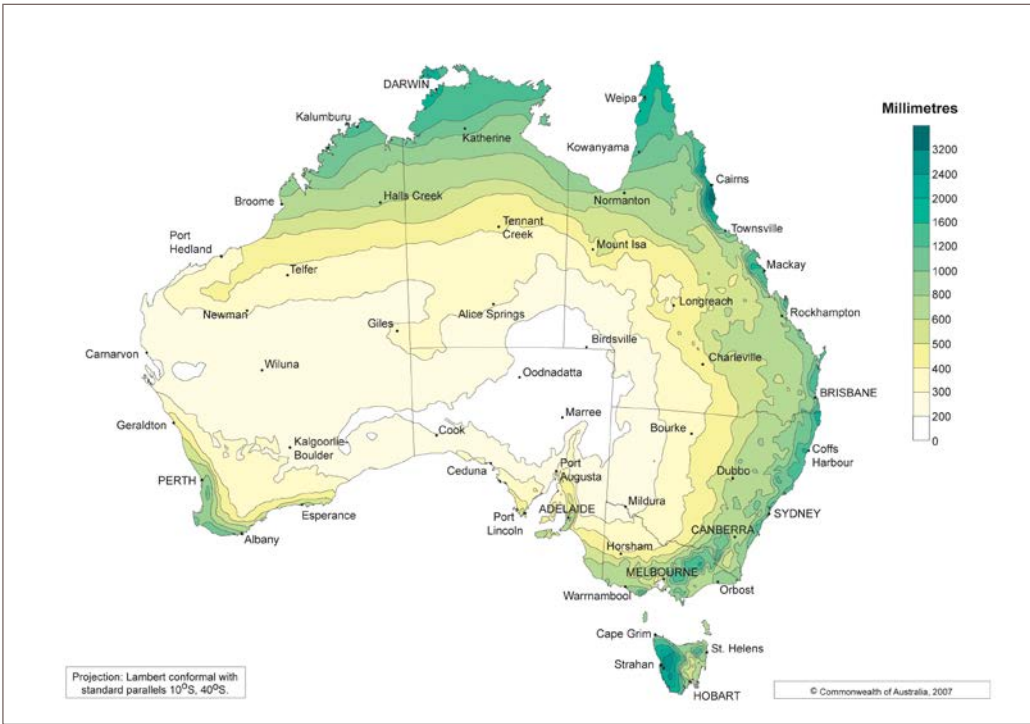 DARWIN
Weipa
Kalumburu
Katherine
Kowanyama
Millimetres
3200
2400
2000
1600
1200
1000
800
600
500
400
300
200
0
Cairns
Broome
Halls Creek
Normanton
Townsville
Port
Hedland
Tennant
Creek
Mount Isa
Mackay
Telfer
Longreach
Newman
Alice Springs
Rockhampton
Giles
Birdsville
Carnarvon
Wiluna
Oodnadatta
Charleville
BRISBANE
Geraldton
Marree
Kalgoorlie-
Boulder
Cook
Bourke
Coffs
Harbour
Ceduna
Port
Augusta
Dubbo
PERTH
Esperance
Port
Lincoln
ADELAIDE
Mildura
SYDNEY
Albany
CANBERRA
Horsham
MELBOURNE
Warrnambool
Orbost
Cape Grim
St. Helens
Strahan
HOBART
Projection: Lambert conformal with
standard parallels 10°S, 40°S.
© Commonwealth of Australia, 2007